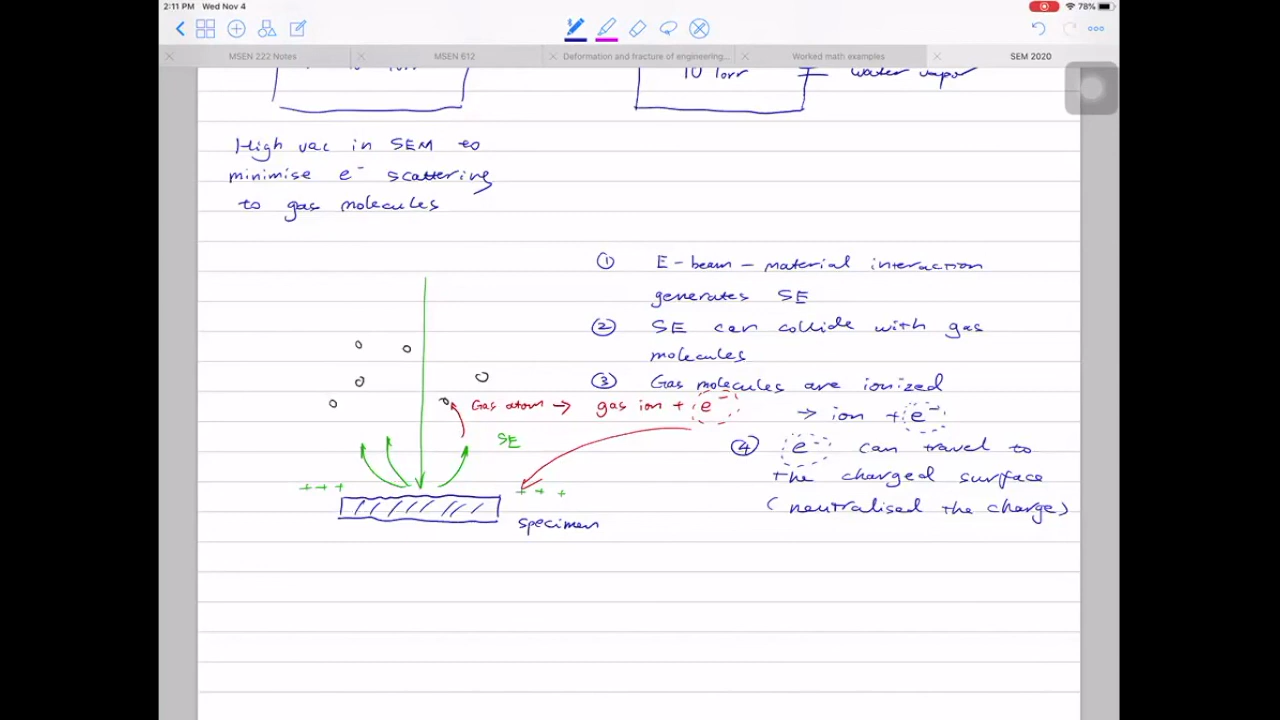 2:11 PM Wed Nov 4
78%
MSEN 222 Notes
MSEN 612
Deformation and fracture of engineering...
Worked math examples
SEM 2020
10 Torr
water vapor
High vac in SEM to
minimise e⁻ scattering
to gas molecules
① E-beam - material interaction
generates SE
② SE can collide with gas
molecules
③ Gas molecules are ionized
→ ion + e⁻
④ e⁻ can travel to
the charged surface
(neutralised the charge)
Gas atom → gas ion + e⁻
SE
+ + +
+ + +
specimen